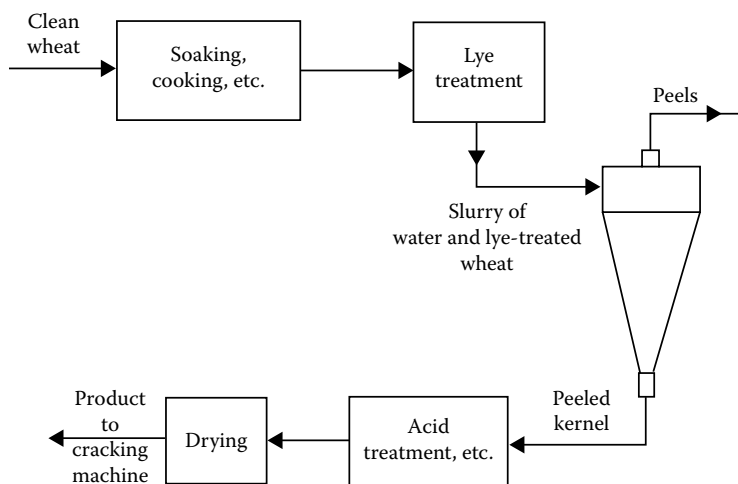 Clean
wheat
Soaking,
cooking, etc.
Lye
treatment
Peels
Slurry of
water and lye-treated
wheat
Peeled
kernel
Acid
treatment, etc.
Drying
Product
to
cracking
machine